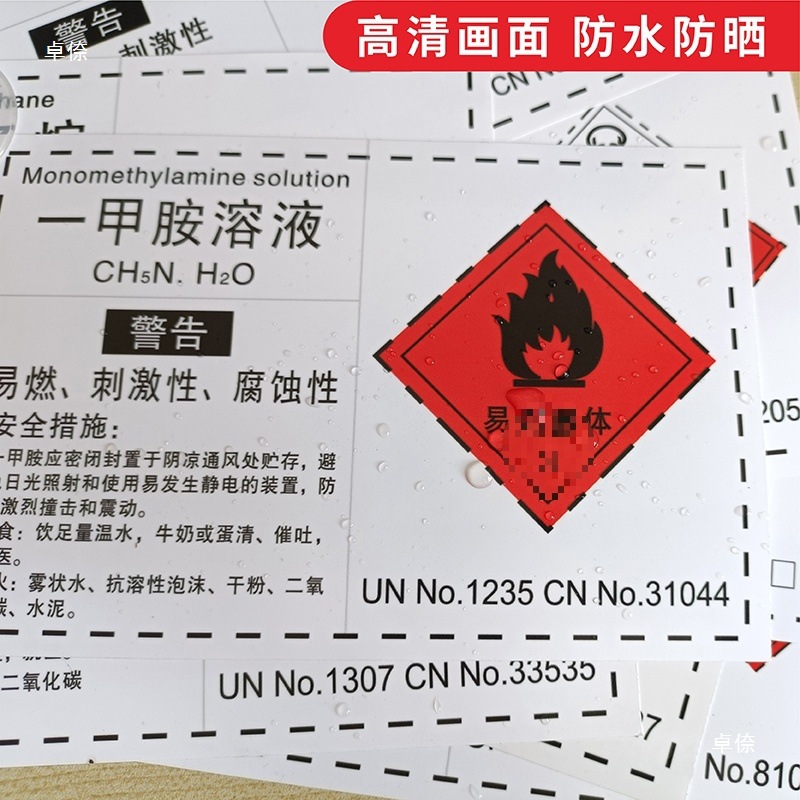 高清画面 防水防晒
警告
卓倷
刺激性
CN N
hane
Monomethylamine solution
一甲胺溶液
CH₅N. H₂O
警告
易燃、刺激性、腐蚀性
安全措施：
一甲胺应密闭封置于阴凉通风处贮存，避
日光照射和使用易发生静电的装置，防
激烈撞击和震动。
食：饮足量温水，牛奶或蛋清、催吐，
医。
火：雾状水、抗溶性泡沫、干粉、二氧
碳、水泥。
易 体
UN No.1235 CN No.31044
205
二氧化碳
UN No.1307 CN No.33535
卓倷
No.810